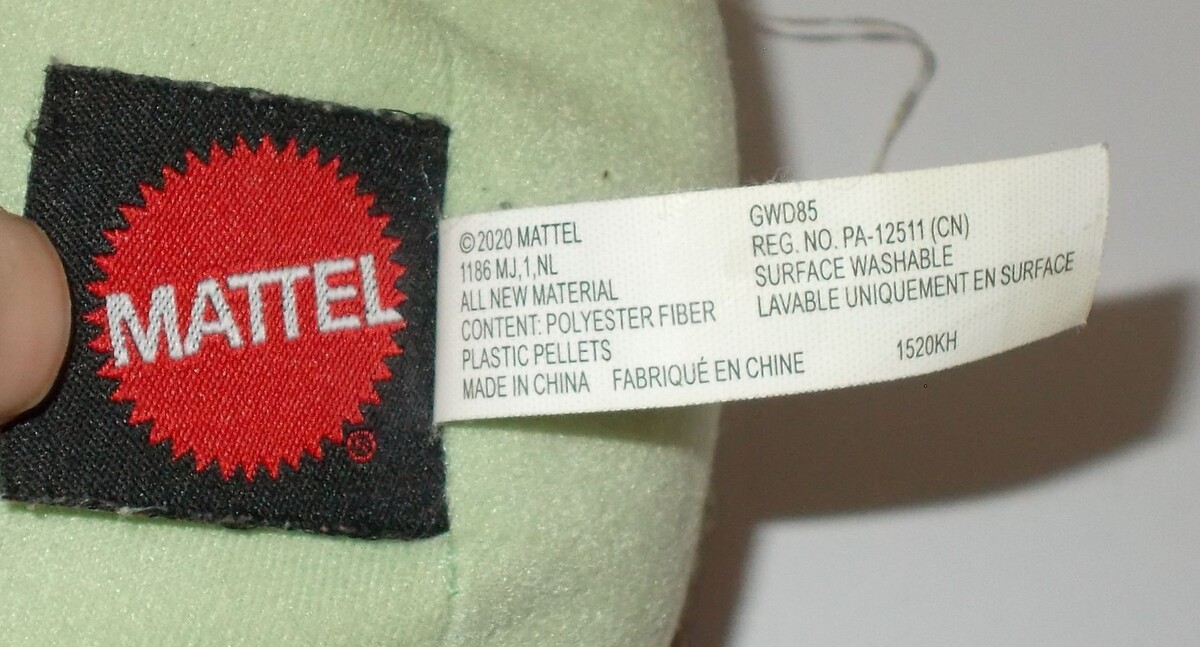 MATTEL
®
©2020 MATTEL
1186 MJ,1,NL
ALL NEW MATERIAL
CONTENT: POLYESTER FIBER
PLASTIC PELLETS
MADE IN CHINA FABRIQUÉ EN CHINE
GWD85
REG. NO. PA-12511 (CN)
SURFACE WASHABLE
LAVABLE UNIQUEMENT EN SURFACE
1520KH